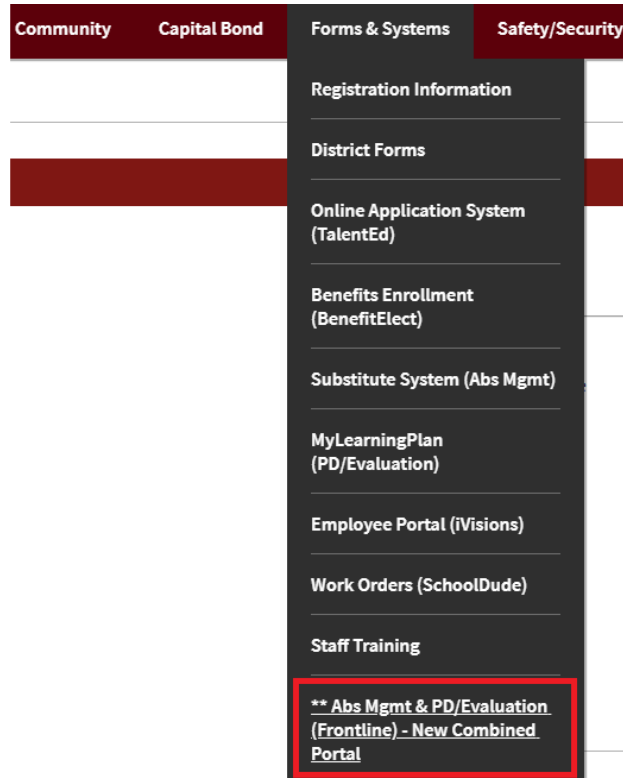 Community Capital Bond Forms & Systems Safety/Security
Registration Information
District Forms
Online Application System
(TalentEd)
Benefits Enrollment
(BenefitElect)
Substitute System (Abs Mgmt)
MyLearningPlan
(PD/Evaluation)
Employee Portal (iVisions)
Work Orders (SchoolDude)
Staff Training
** Abs Mgmt & PD/Evaluation
(Frontline) - New Combined
Portal